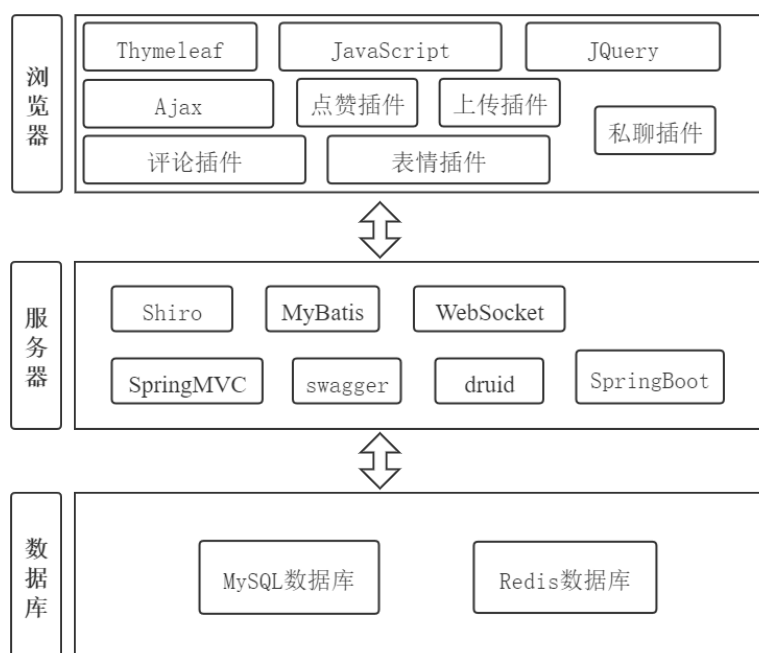 浏览器
Thymeleaf
JavaScript
JQuery
Ajax
点赞插件
上传插件
私聊插件
评论插件
表情插件
服务器
Shiro
MyBatis
WebSocket
SpringMVC
swagger
druid
SpringBoot
数据库
MySQL数据库
Redis数据库